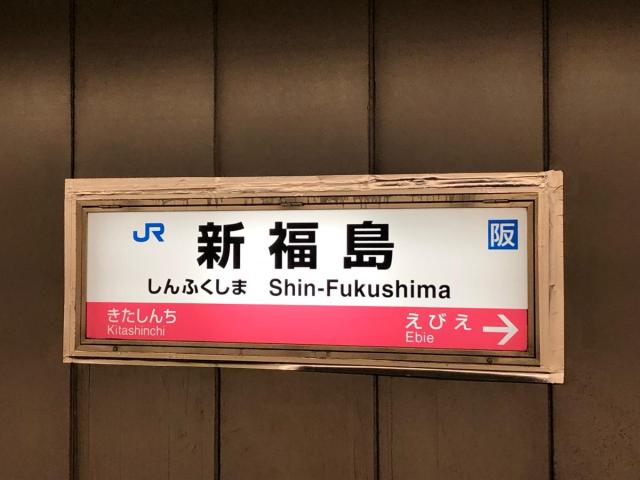 JR 新福島 阪
しんふくしま Shin-Fukushima
きたしんち えびえ →
Kitashinchi Ebie